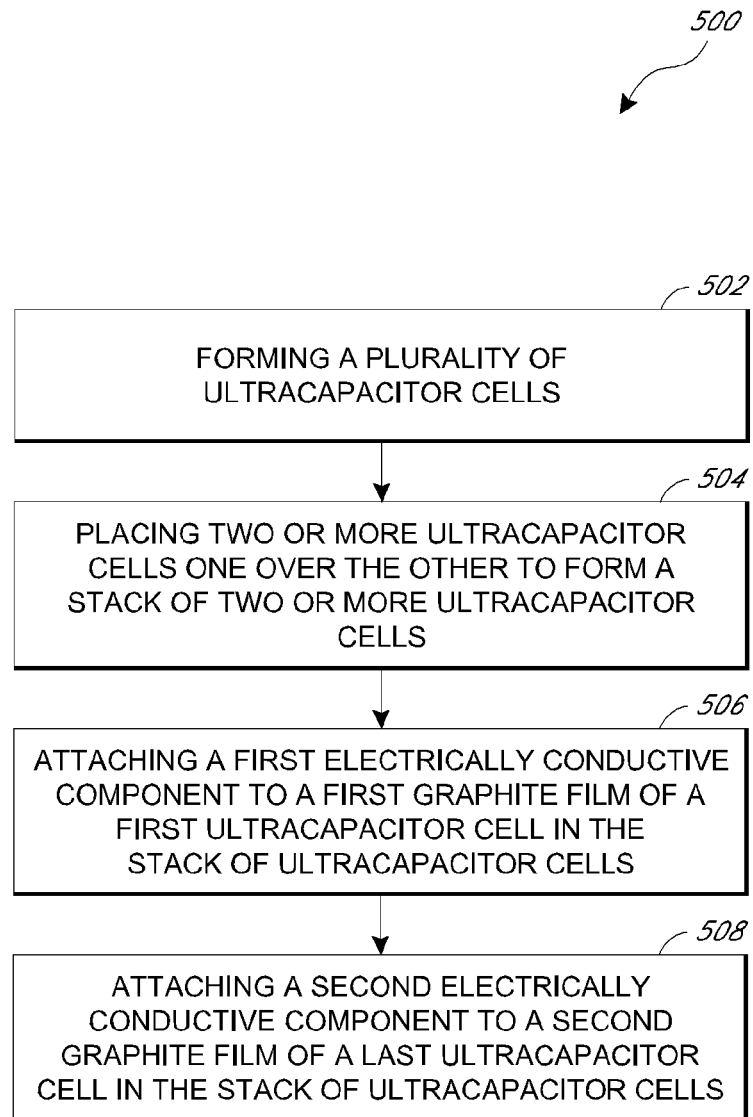 500
502
FORMING A PLURALITY OF
ULTRACAPACITOR CELLS
504
PLACING TWO OR MORE ULTRACAPACITOR
CELLS ONE OVER THE OTHER TO FORM A
STACK OF TWO OR MORE ULTRACAPACITOR
CELLS
506
ATTACHING A FIRST ELECTRICALLY CONDUCTIVE
COMPONENT TO A FIRST GRAPHITE FILM OF A
FIRST ULTRACAPACITOR CELL IN THE
STACK OF ULTRACAPACITOR CELLS
508
ATTACHING A SECOND ELECTRICALLY
CONDUCTIVE COMPONENT TO A SECOND
GRAPHITE FILM OF A LAST ULTRACAPACITOR
CELL IN THE STACK OF ULTRACAPACITOR CELLS